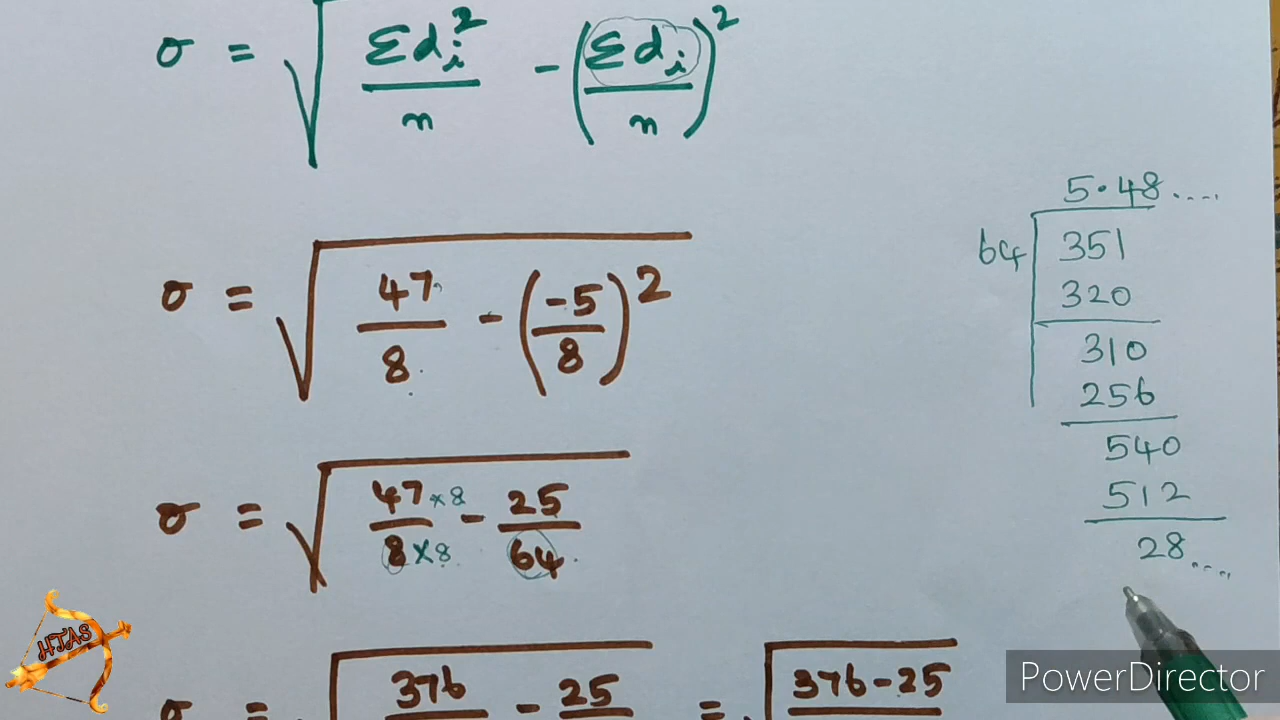 σ = √(Σdᵢ²/n - (Σdᵢ/n)²)
σ = √(47/8 - (-5/8)²)
σ = √(47×8/8×8 - 25/64)
σ = √(376 - 25 = √(376-25
5.48....
64 351
320
310
256
540
512
28....
HTAS
PowerDirector